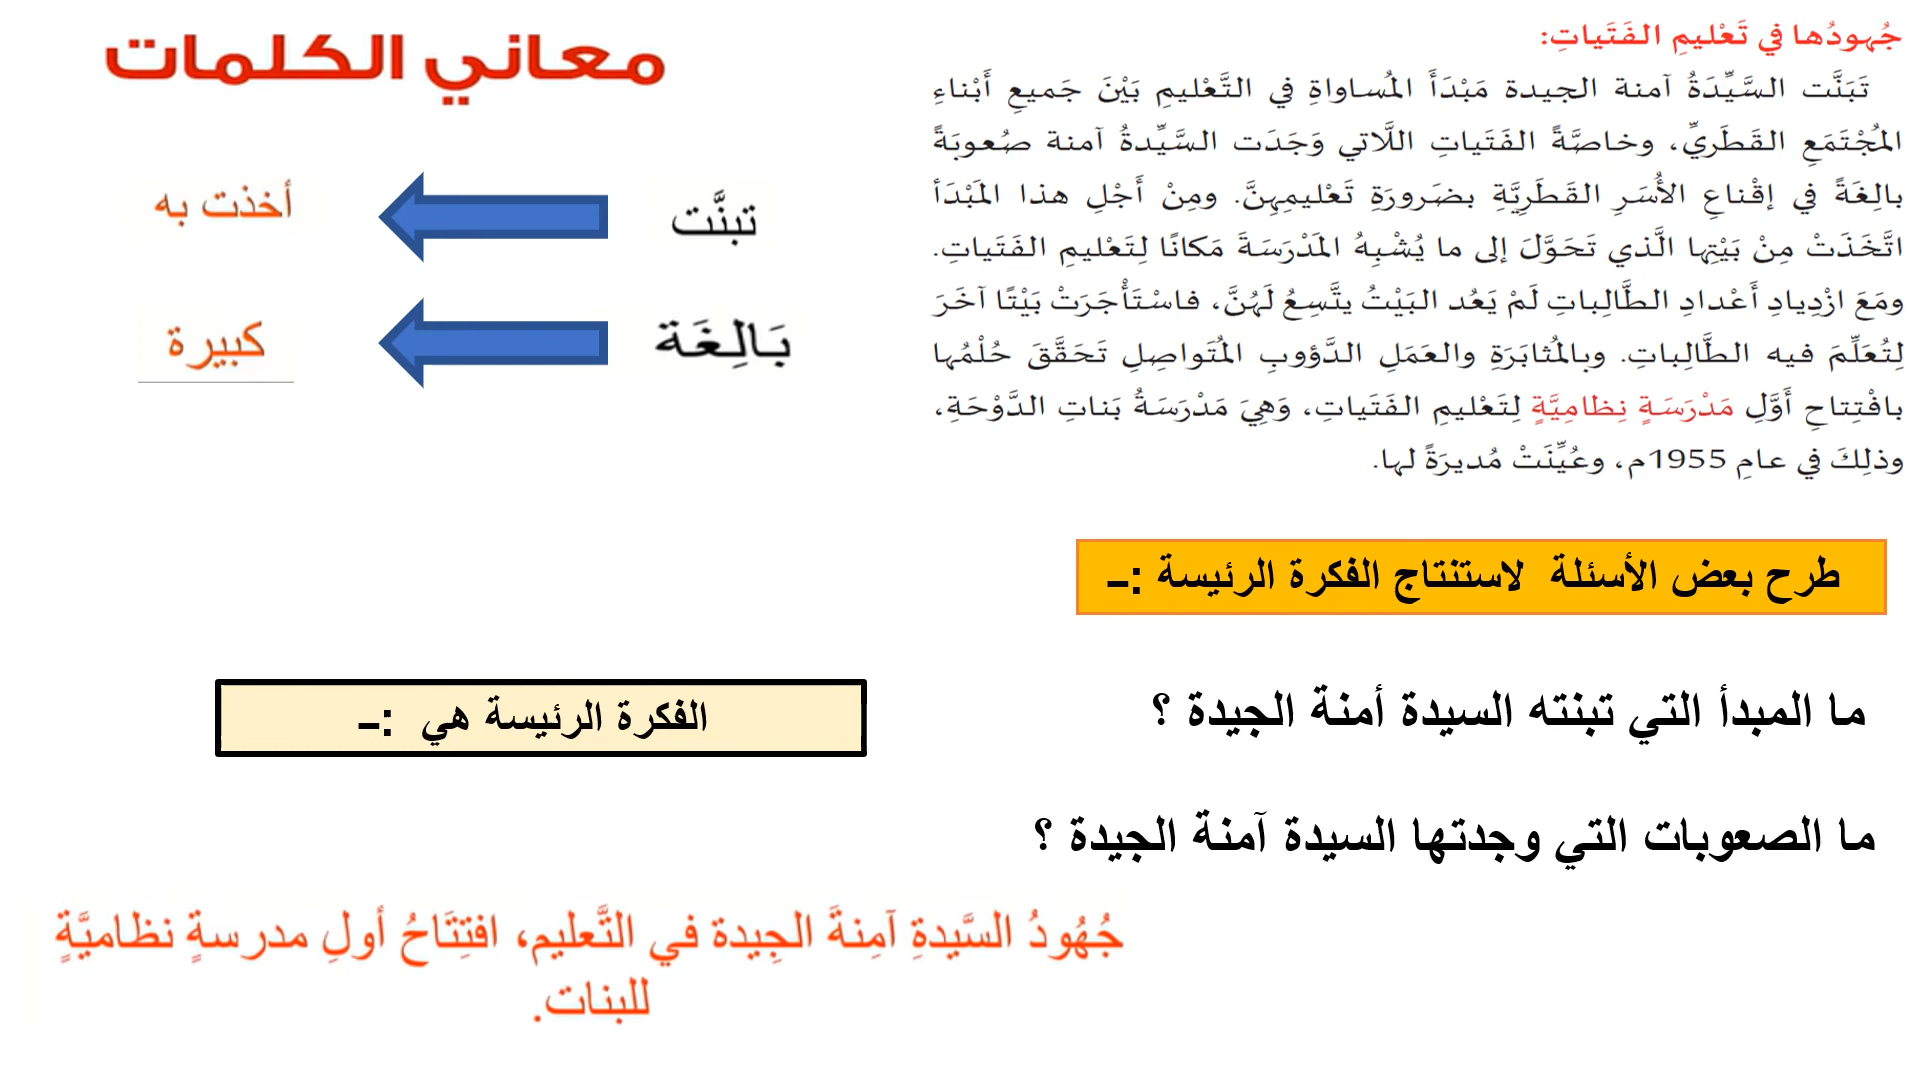 جُهودُها في تَعْليمِ الفَتَياتِ:
تَبَنَّت السَّيِّدَةُ آمنة الجيدة مَبْدَأَ المُساواةِ في التَّعْليمِ بَيْنَ جَميعِ أَبْناءِ
المُجْتَمَعِ القَطَريِّ، وخاصَّةً الفَتَياتِ اللَّاتي وَجَدَت السَّيِّدةُ آمنة صُعوبَةً
بالِغَةً في إقْناعِ الأُسَرِ القَطَرِيَّةِ بضَرورَةِ تَعْليمِهِنَّ. ومِنْ أَجْلِ هذا المَبْدَأ
اتَّخَذَتْ مِنْ بَيْتِها الَّذي تَحَوَّلَ إلى ما يُشْبِهُ المَدْرَسَةَ مَكانًا لِتَعْليمِ الفَتَياتِ.
ومَعَ ازْدِيادِ أَعْدادِ الطَّالِباتِ لَمْ يَعُد البَيْتُ يتَّسِعُ لَهُنَّ، فاسْتَأْجَرَتْ بَيْتًا آخَرَ
لِتُعَلِّمَ فيه الطَّالِباتِ. وبالمُثابَرَةِ والعَمَلِ الدَّؤوبِ المُتَواصِلِ تَحَقَّقَ حُلْمُها
بافْتِتاحِ أَوَّلِ مَدْرَسَةٍ نِظامِيَّةٍ لِتَعْليمِ الفَتَياتِ، وَهِيَ مَدْرَسَةُ بَناتِ الدَّوْحَةِ،
وذلِكَ في عامِ 1955م، وعُيِّنَتْ مُديرَةً لها.
معاني الكلمات
تبنَّت أخذت به
بَالِغَة كبيرة
طرح بعض الأسئلة لاستنتاج الفكرة الرئيسة :-
ما المبدأ التي تبنته السيدة أمنة الجيدة ؟
ما الصعوبات التي وجدتها السيدة آمنة الجيدة ؟
الفكرة الرئيسة هي :-
جُهُودُ السَّيدةِ آمِنةَ الجِيدة في التَّعليم، افتِتَاحُ أولِ مدرسةٍ نظاميَّةٍ
للبنات.